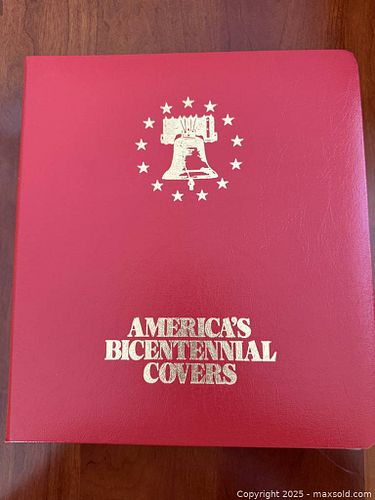 AMERICA'S
BICENTENNIAL
COVERS
Copyright 2025 - maxsold.com